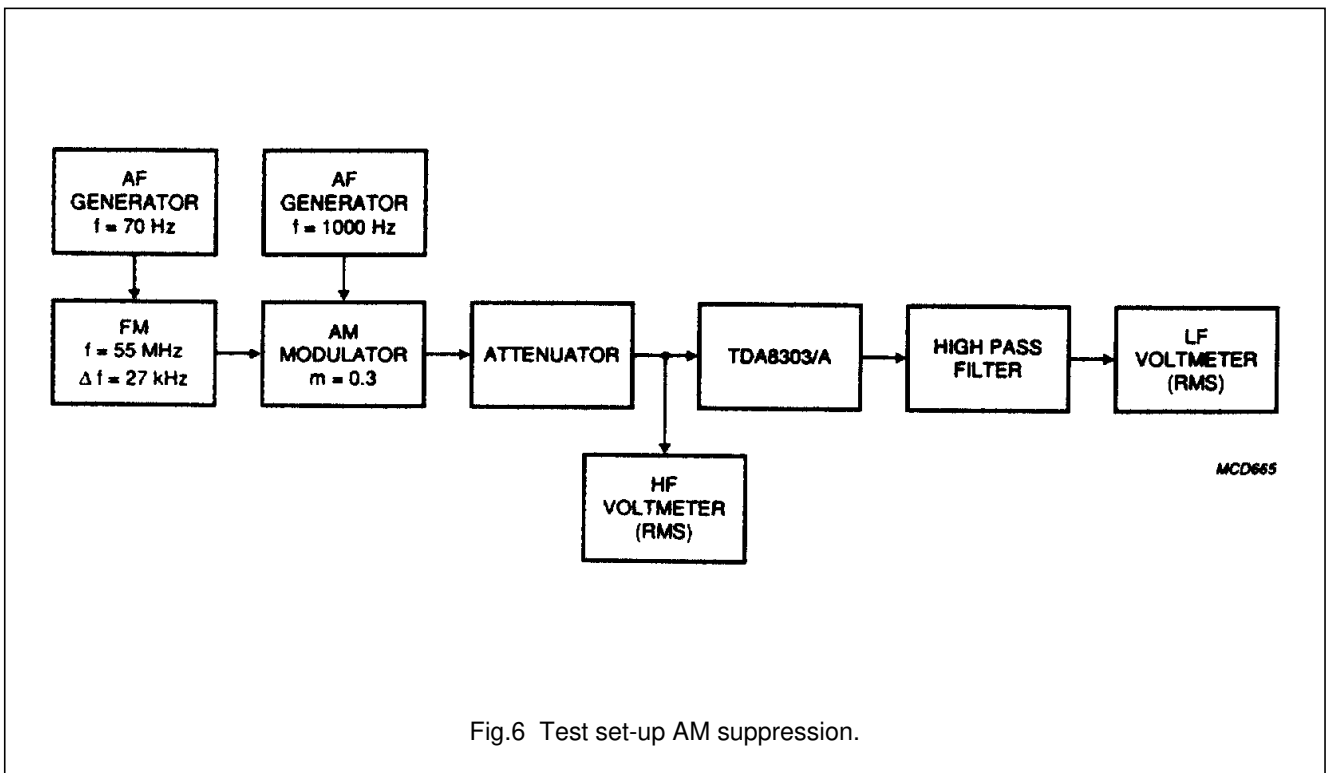 AF
GENERATOR
f = 70 Hz
AF
GENERATOR
f = 1000 Hz
FM
f = 55 MHz
Δ f = 27 kHz
AM
MODULATOR
m = 0.3
ATTENUATOR
TDA8303/A
HIGH PASS
FILTER
LF
VOLTMETER
(RMS)
HF
VOLTMETER
(RMS)
MCD665
Fig.6 Test set-up AM suppression.